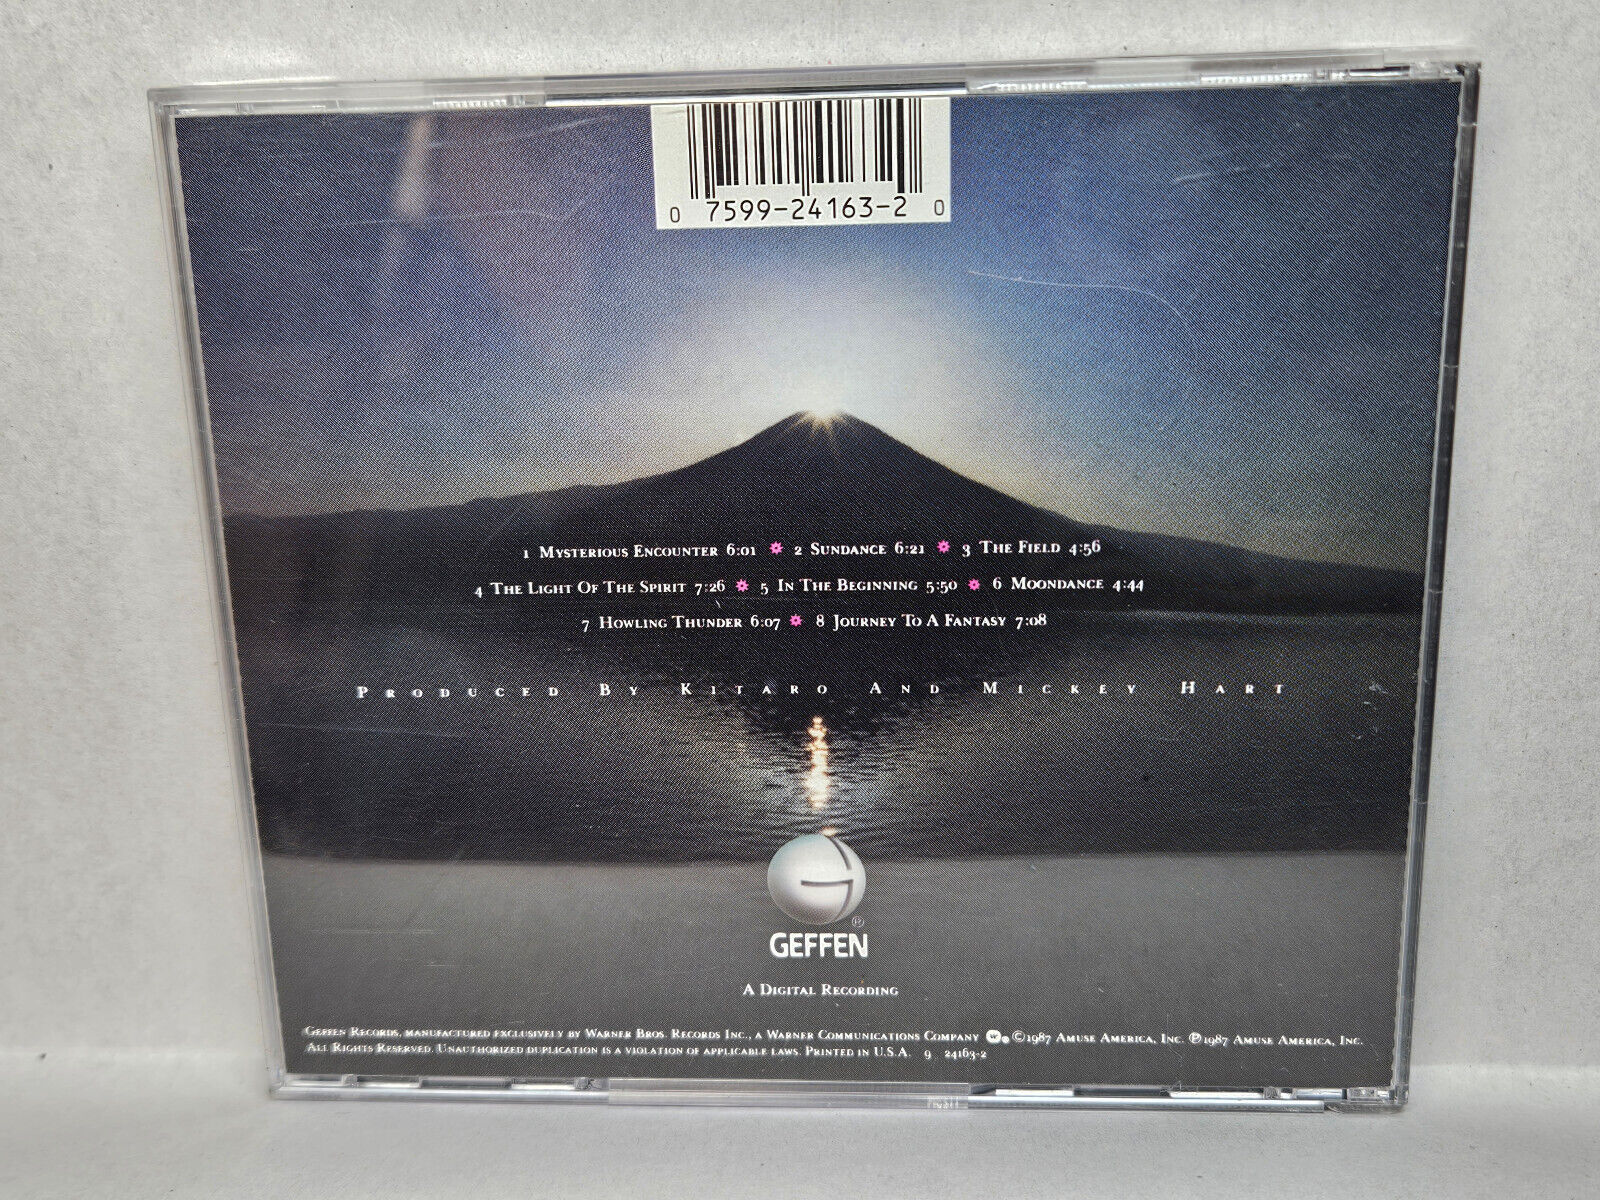 0 7599-24163-2 0
1 Mysterious Encounter 6:01 2 Sundance 6:21 3 The Field 4:56
4 The Light Of The Spirit 7:26 5 In The Beginning 5:50 6 Moondance 4:44
7 Howling Thunder 6:07 8 Journey To A Fantasy 7:08
Produced By Kitaro And Mickey Hart
®
GEFFEN
A Digital Recording
Geffen Records, manufactured exclusively by Warner Bros. Records Inc., a Warner Communications Company ©1987 Amuse America, Inc. ℗1987 Amuse America, Inc.
All Rights Reserved. Unauthorized duplication is a violation of applicable laws. Printed in U.S.A. 9 24163-2